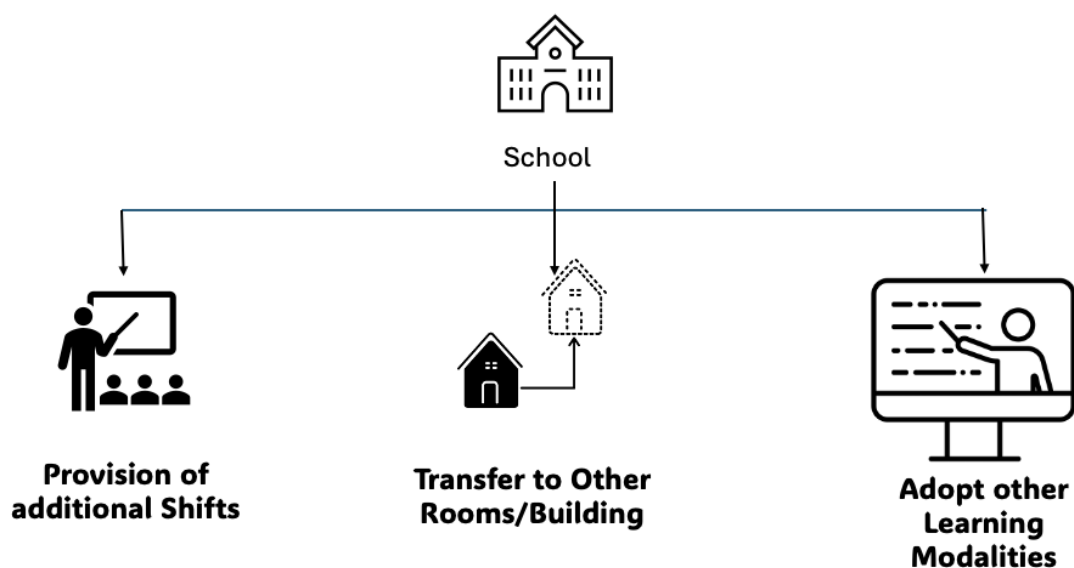 School
Provision of
additional Shifts
Transfer to Other
Rooms/Building
Adopt other
Learning
Modalities